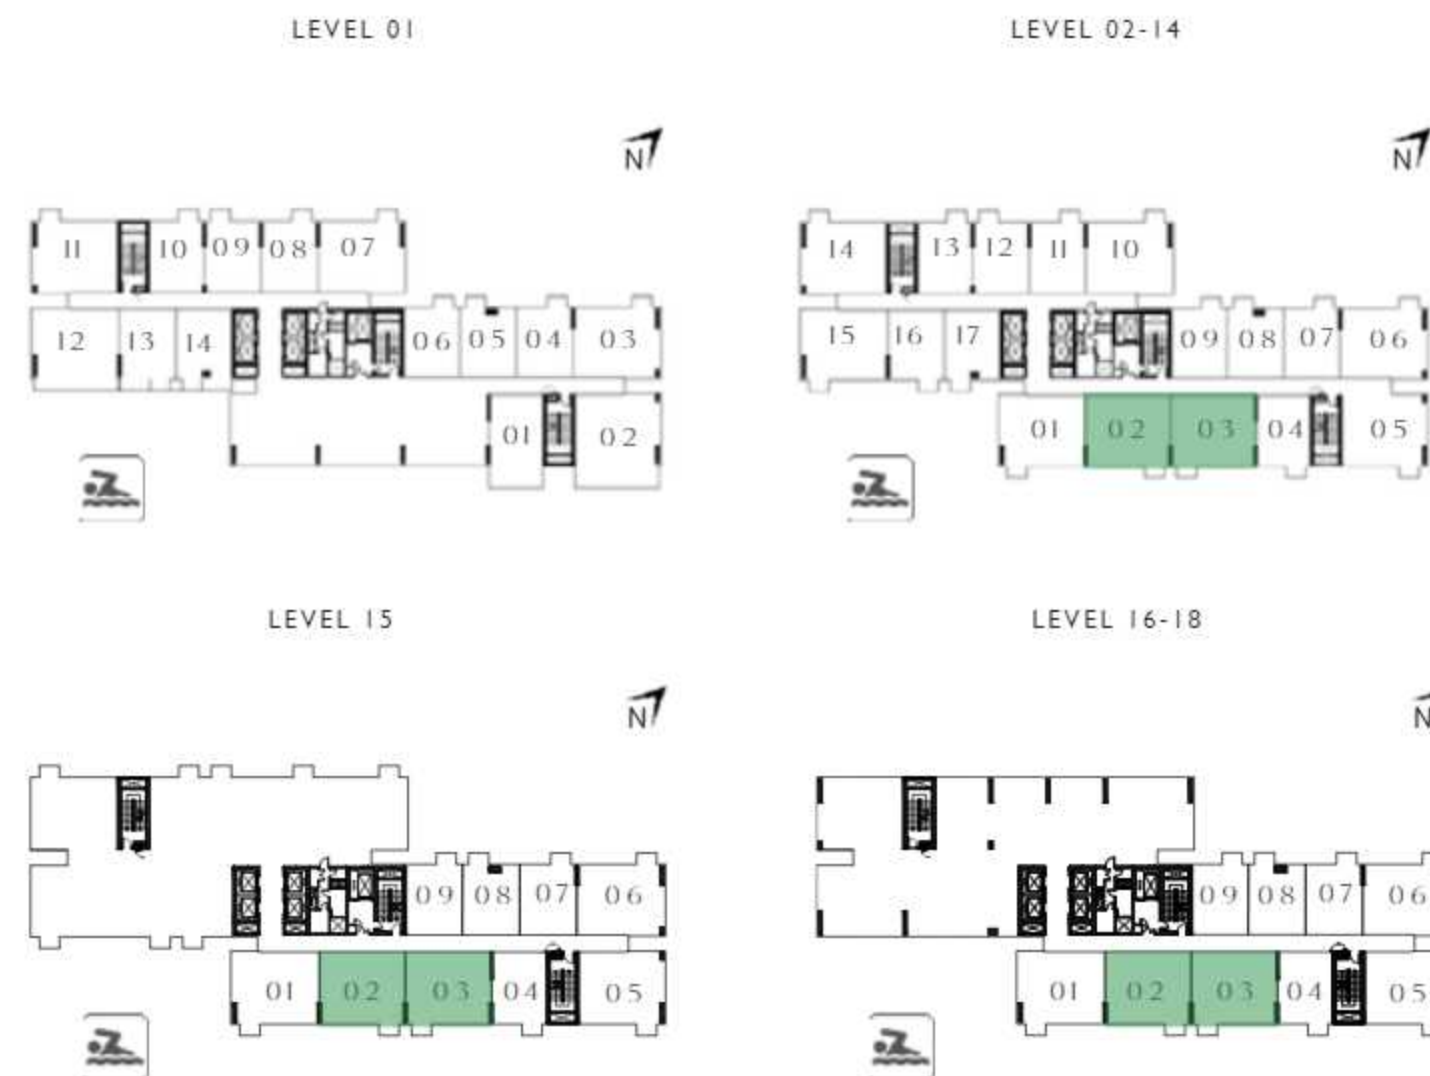 LEVEL 01
LEVEL 02-14
N
N
11 10 09 08 07
14 13 12 11 10
12 13 14 06 05 04 03
15 16 17 09 08 07 06
01 02
01 02 03 04 05
LEVEL 15
LEVEL 16-18
N
N
09 08 07 06
09 08 07 06
01 02 03 04 05
01 02 03 04 05